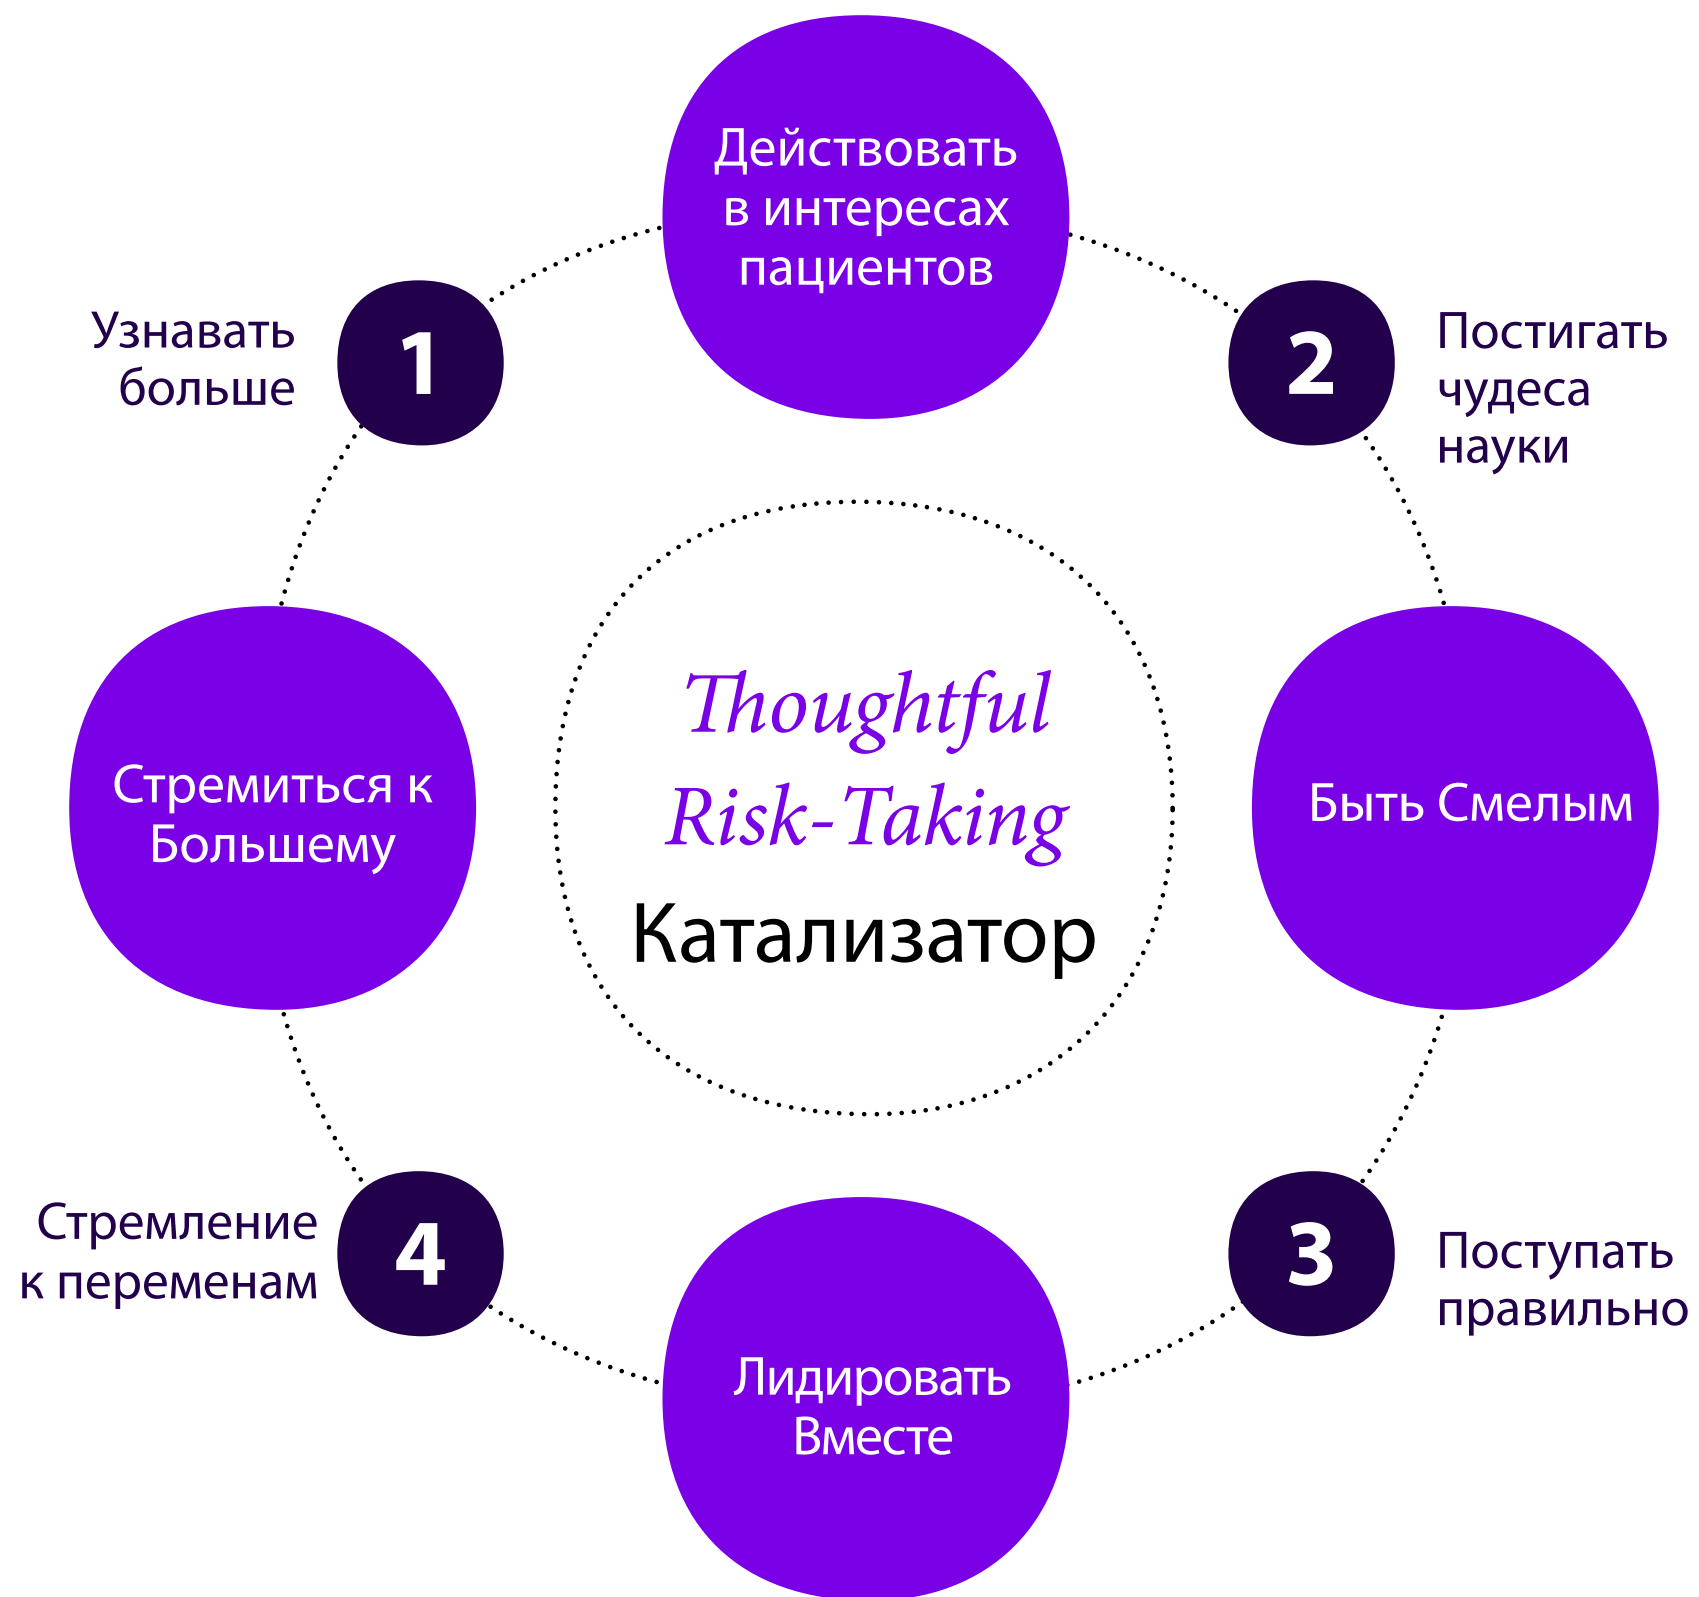 Действовать
в интересах
пациентов
Узнавать
больше
1
2
Постигать
чудеса
науки
Thoughtful
Risk-Taking
Катализатор
Стремиться к
Большему
Быть Смелым
Стремление
к переменам
4
3
Поступать
правильно
Лидировать
Вместе